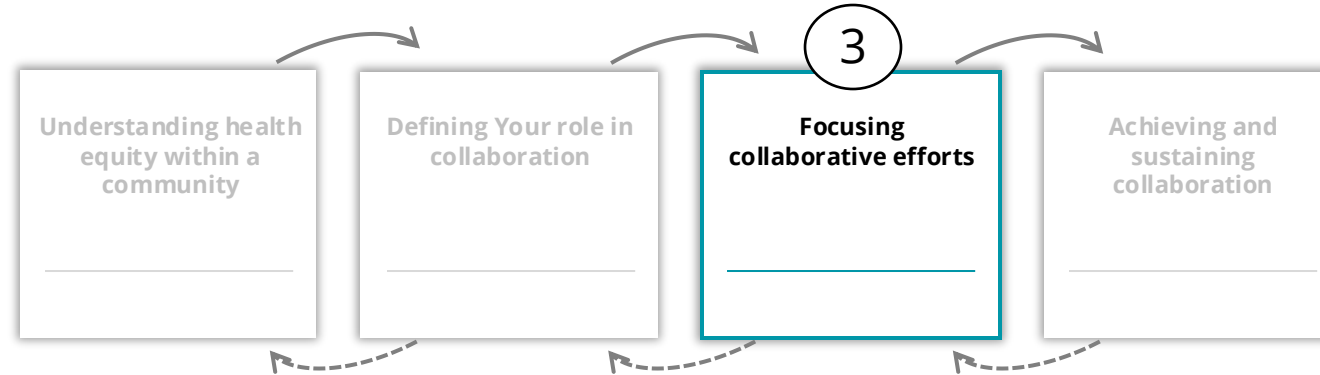 3
Understanding health
equity within a
community
Defining Your role in
collaboration
Focusing
collaborative efforts
Achieving and
sustaining
collaboration